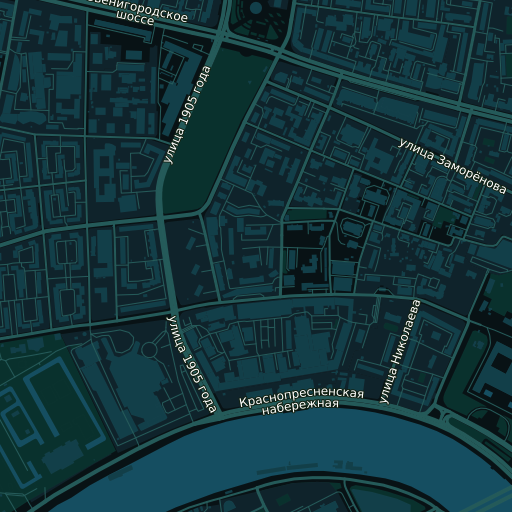 Звенигородское
шоссе
улица 1905 года
улица Заморёнова
улица 1905 года
улица Николаева
Краснопресненская
набережная